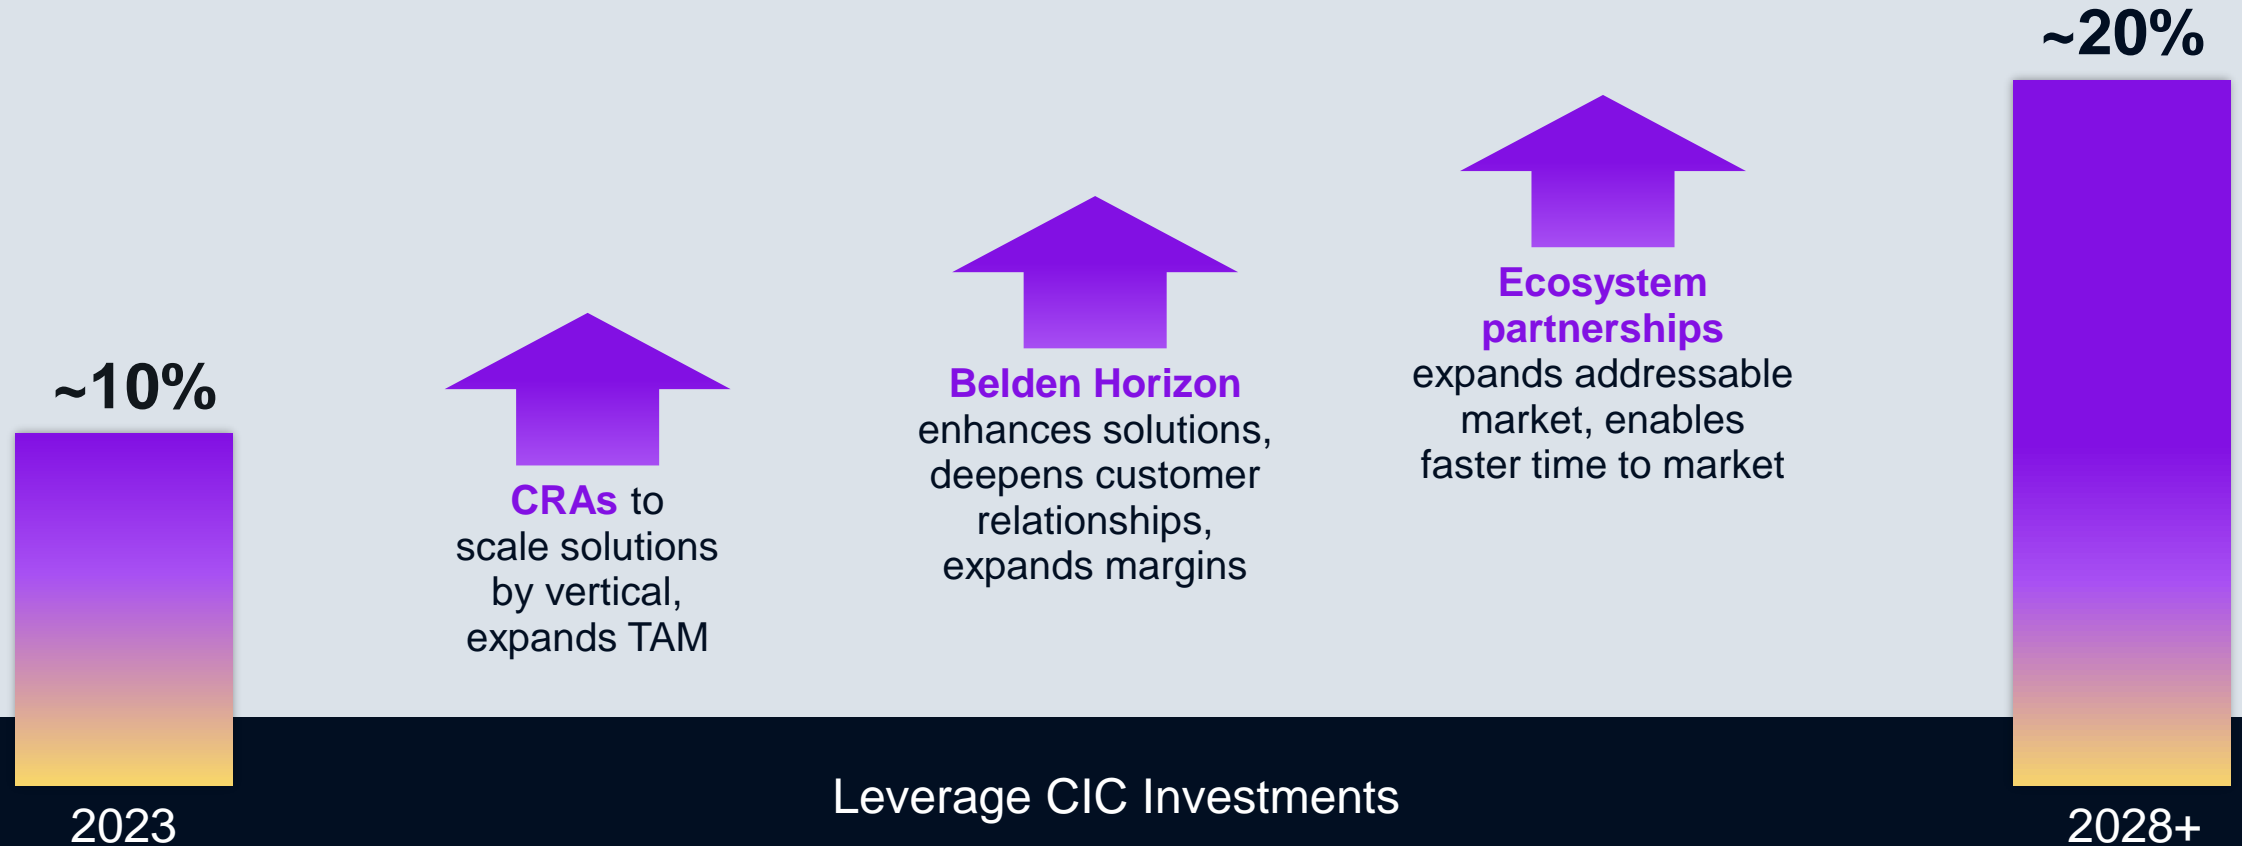 ~10%
2023
CRAs to
scale solutions
by vertical,
expands TAM
Belden Horizon
enhances solutions,
deepens customer
relationships,
expands margins
Ecosystem
partnerships
expands addressable
market, enables
faster time to market
Leverage CIC Investments
~20%
2028+